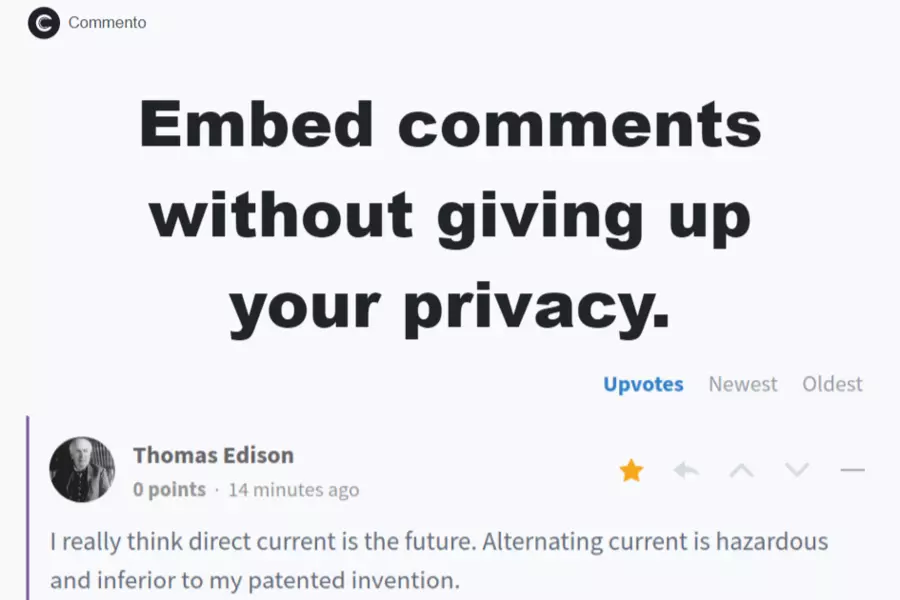 Commento
Embed comments
without giving up
your privacy.
Upvotes Newest Oldest
Thomas Edison
0 points · 14 minutes ago
I really think direct current is the future. Alternating current is hazardous
and inferior to my patented invention.